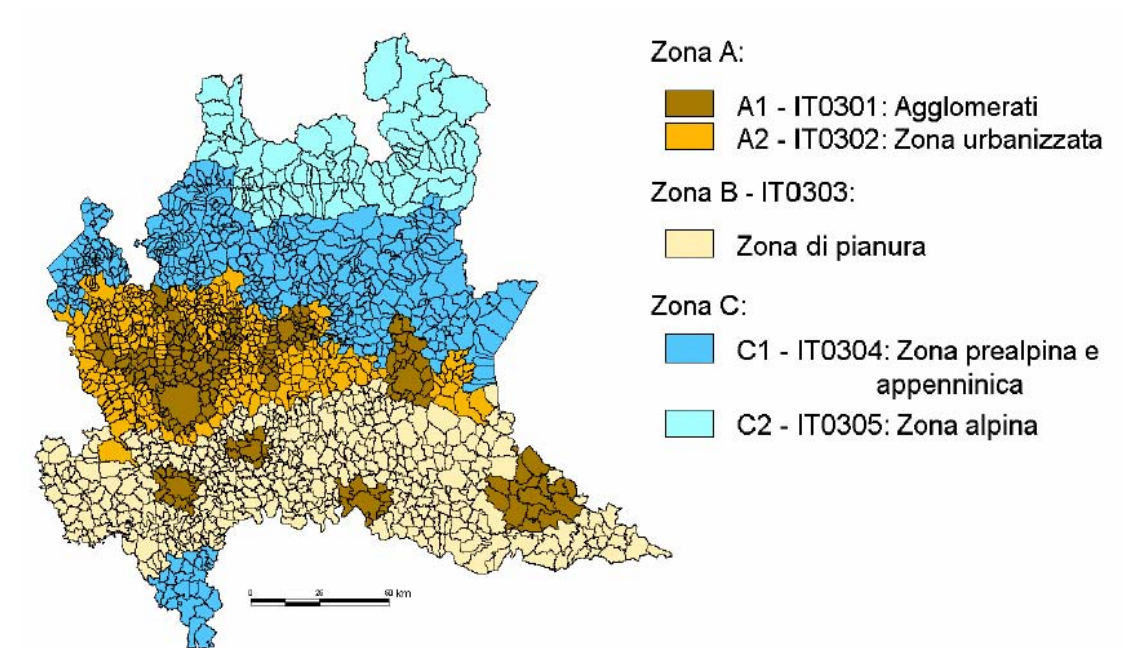 Zona A:
A1 - IT0301: Agglomerati
A2 - IT0302: Zona urbanizzata
Zona B - IT0303:
Zona di pianura
Zona C:
C1 - IT0304: Zona prealpina e
appenninica
C2 - IT0305: Zona alpina
0 25 50 km